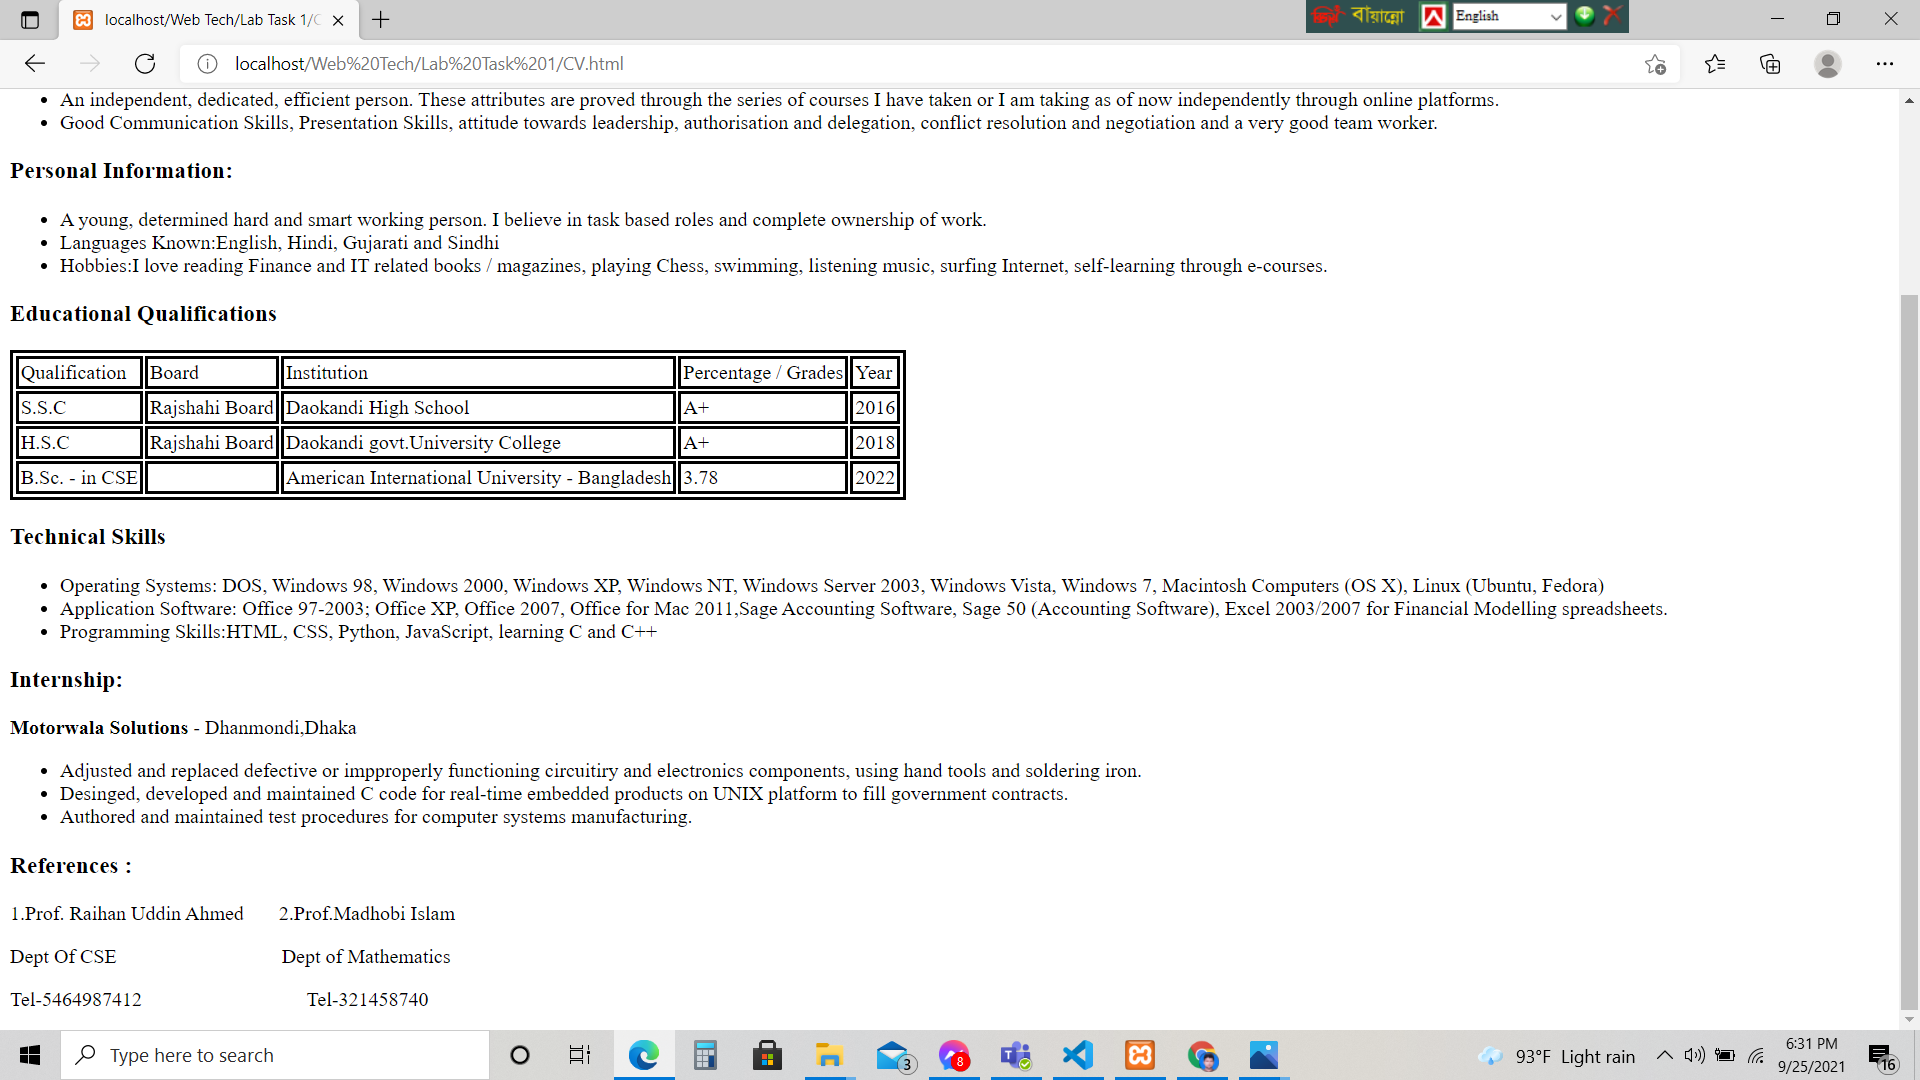 localhost/Web Tech/Lab Task 1/C
বায়ান্নো
English
localhost/Web%20Tech/Lab%20Task%201/CV.html
An independent, dedicated, efficient person. These attributes are proved through the series of courses I have taken or I am taking as of now independently through online platforms.
Good Communication Skills, Presentation Skills, attitude towards leadership, authorisation and delegation, conflict resolution and negotiation and a very good team worker.
Personal Information:
A young, determined hard and smart working person. I believe in task based roles and complete ownership of work.
Languages Known:English, Hindi, Gujarati and Sindhi
Hobbies:I love reading Finance and IT related books / magazines, playing Chess, swimming, listening music, surfing Internet, self-learning through e-courses.
Educational Qualifications
Qualification Board Institution Percentage / Grades Year
S.S.C Rajshahi Board Daokandi High School A+ 2016
H.S.C Rajshahi Board Daokandi govt.University College A+ 2018
B.Sc. - in CSE American International University - Bangladesh 3.78 2022
Technical Skills
Operating Systems: DOS, Windows 98, Windows 2000, Windows XP, Windows NT, Windows Server 2003, Windows Vista, Windows 7, Macintosh Computers (OS X), Linux (Ubuntu, Fedora)
Application Software: Office 97-2003; Office XP, Office 2007, Office for Mac 2011,Sage Accounting Software, Sage 50 (Accounting Software), Excel 2003/2007 for Financial Modelling spreadsheets.
Programming Skills:HTML, CSS, Python, JavaScript, learning C and C++
Internship:
Motorwala Solutions - Dhanmondi,Dhaka
Adjusted and replaced defective or impproperly functioning circuitiry and electronics components, using hand tools and soldering iron.
Desinged, developed and maintained C code for real-time embedded products on UNIX platform to fill government contracts.
Authored and maintained test procedures for computer systems manufacturing.
References :
1.Prof. Raihan Uddin Ahmed 2.Prof.Madhobi Islam
Dept Of CSE Dept of Mathematics
Tel-5464987412 Tel-321458740
Type here to search
3
8
93°F Light rain
6:31 PM
9/25/2021
16